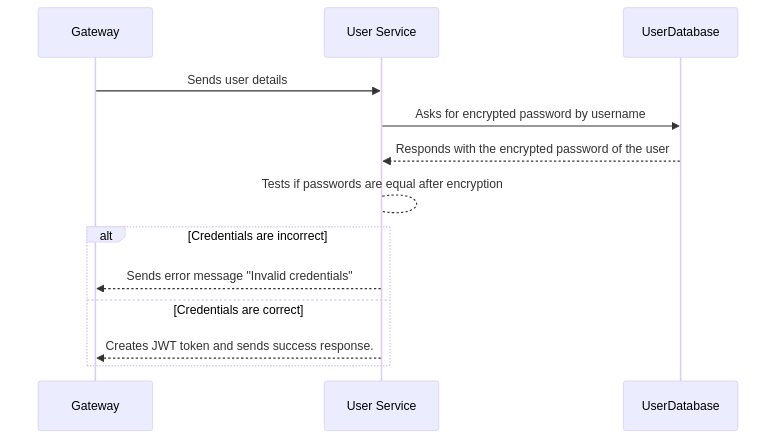 Gateway
User Service
UserDatabase
Sends user details
Asks for encrypted password by username
Responds with the encrypted password of the user
Tests if passwords are equal after encryption
alt
[Credentials are incorrect]
Sends error message "Invalid credentials"
[Credentials are correct]
Creates JWT token and sends success response.
Gateway
User Service
UserDatabase